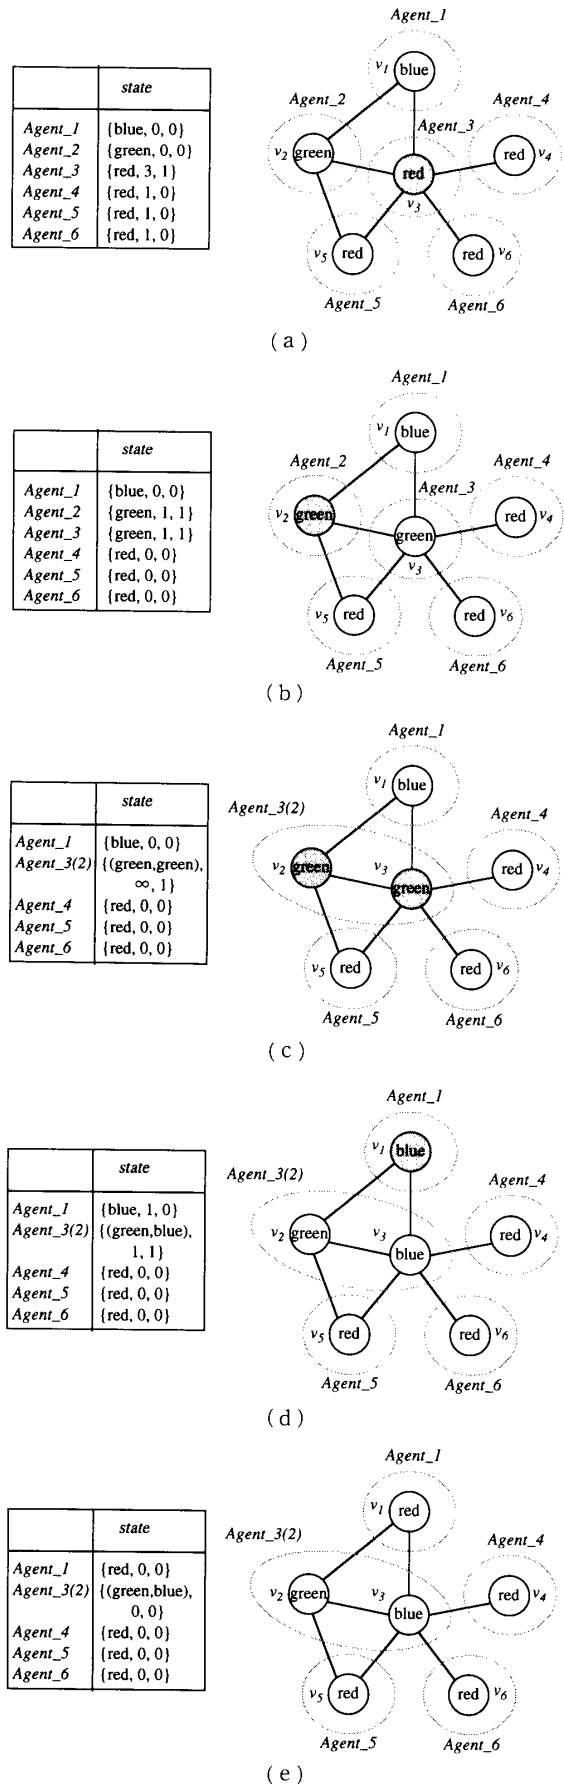 state
Agent_1 {blue, 0, 0}
Agent_2 {green, 0, 0}
Agent_3 {red, 3, 1}
Agent_4 {red, 1, 0}
Agent_5 {red, 1, 0}
Agent_6 {red, 1, 0}
Agent_1
v1 blue
Agent_2
Agent_4
Agent_3
v2 green
red
red v4
v3
v5 red
red v6
Agent_5
Agent_6
(a)
state
Agent_1 {blue, 0, 0}
Agent_2 {green, 1, 1}
Agent_3 {green, 1, 1}
Agent_4 {red, 0, 0}
Agent_5 {red, 0, 0}
Agent_6 {red, 0, 0}
Agent_1
v1 blue
Agent_2
Agent_4
Agent_3
v2 green
green
red v4
v3
v5 red
red v6
Agent_5
Agent_6
(b)
state
Agent_1 {blue, 0, 0}
Agent_3(2) {(green,green),
∞, 1}
Agent_4 {red, 0, 0}
Agent_5 {red, 0, 0}
Agent_6 {red, 0, 0}
Agent_1
v1 blue
Agent_3(2)
Agent_4
v2 green
v3
green
red v4
v5 red
red v6
Agent_5
Agent_6
(c)
state
Agent_1 {blue, 1, 0}
Agent_3(2) {(green,blue),
1, 1}
Agent_4 {red, 0, 0}
Agent_5 {red, 0, 0}
Agent_6 {red, 0, 0}
Agent_1
v1 blue
Agent_3(2)
Agent_4
v2 green
v3
blue
red v4
v5 red
red v6
Agent_5
Agent_6
(d)
state
Agent_1 {red, 0, 0}
Agent_3(2) {(green,blue),
0, 0}
Agent_4 {red, 0, 0}
Agent_5 {red, 0, 0}
Agent_6 {red, 0, 0}
Agent_1
v1 red
Agent_3(2)
Agent_4
v2 green
v3
blue
red v4
v5 red
red v6
Agent_5
Agent_6
(e)